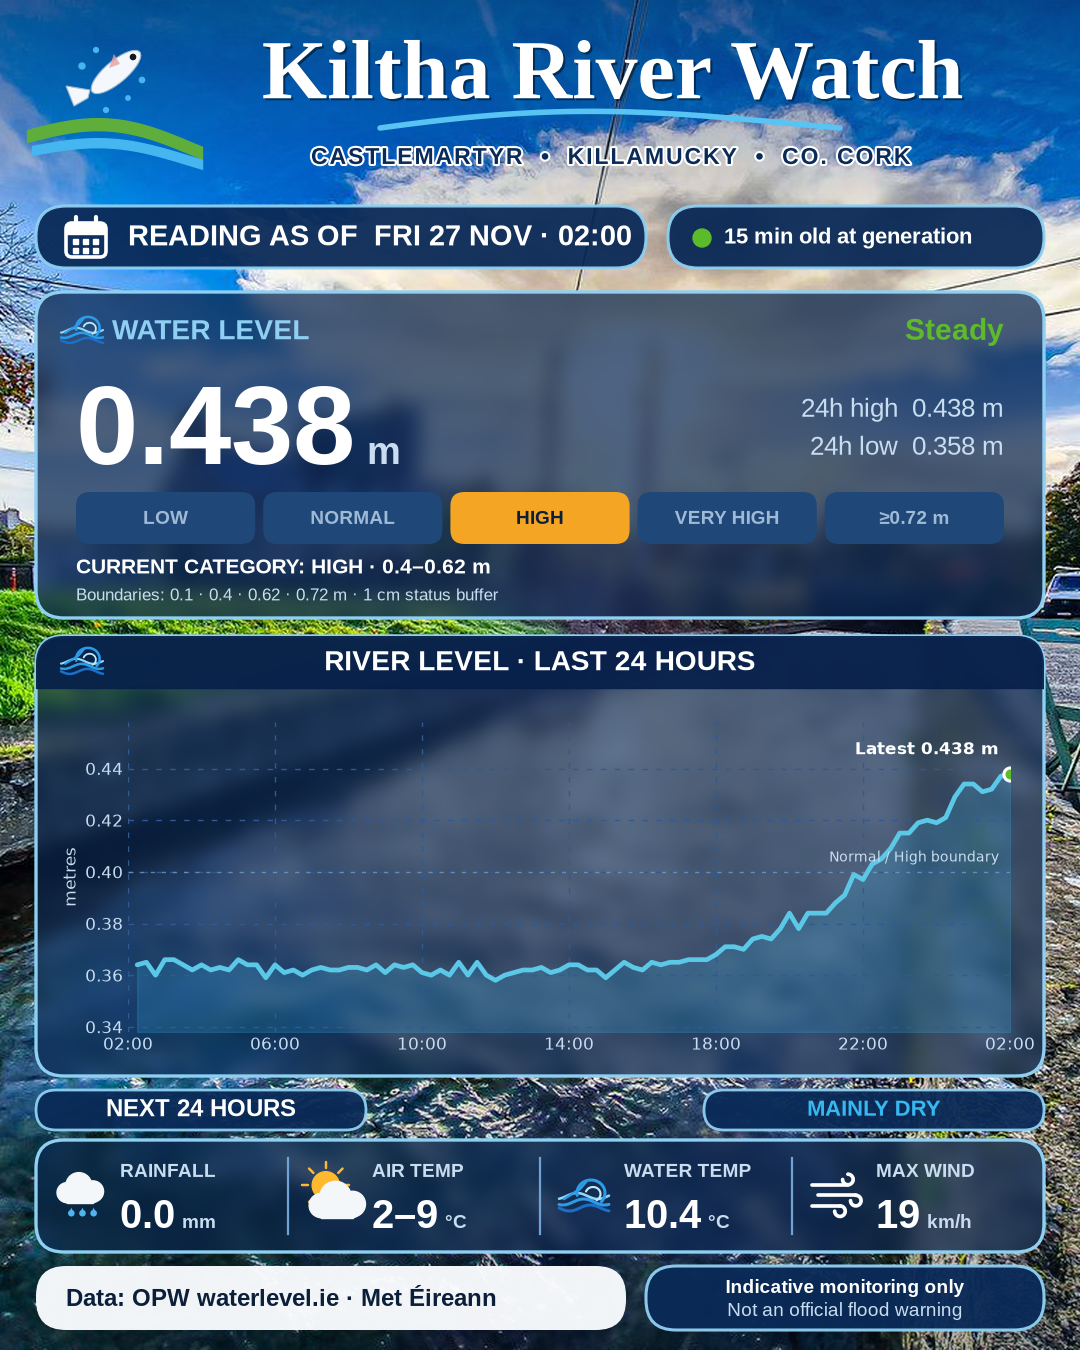 Kiltha River Watch
CASTLEMARTYR • KILLAMUCKY • CO. CORK
READING AS OF FRI 27 NOV · 02:00
15 min old at generation
WATER LEVEL
Steady
0.438 m
24h high 0.438 m
24h low 0.358 m
LOW
NORMAL
HIGH
VERY HIGH
≥0.72 m
CURRENT CATEGORY: HIGH · 0.4–0.62 m
Boundaries: 0.1 · 0.4 · 0.62 · 0.72 m · 1 cm status buffer
RIVER LEVEL · LAST 24 HOURS
Latest 0.438 m
0.44
0.42
Normal / High boundary
0.40
0.38
0.36
0.34
metres
02:00 06:00 10:00 14:00 18:00 22:00 02:00
NEXT 24 HOURS
MAINLY DRY
RAINFALL
0.0 mm
AIR TEMP
2–9 °C
WATER TEMP
10.4 °C
MAX WIND
19 km/h
Data: OPW waterlevel.ie · Met Éireann
Indicative monitoring only
Not an official flood warning